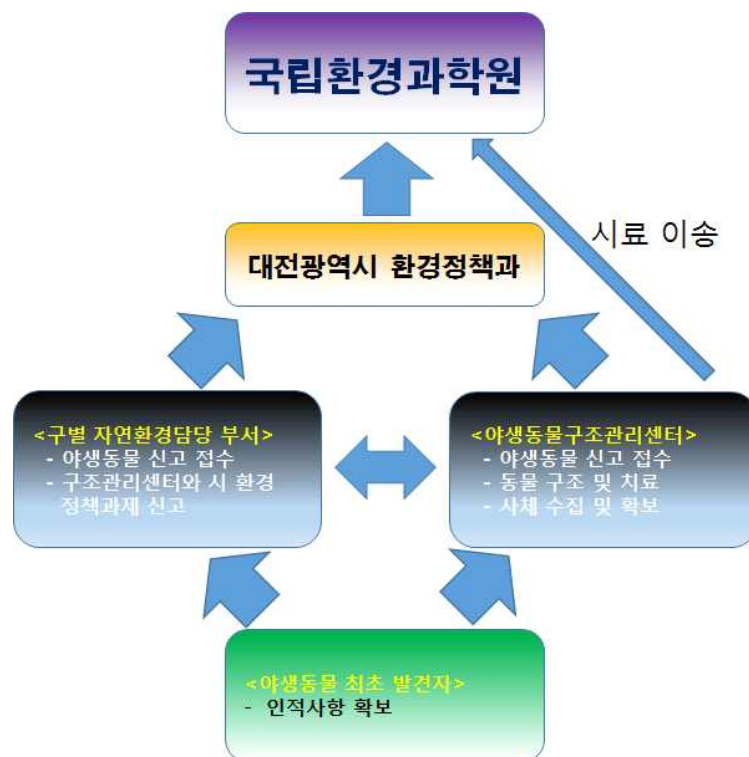 국립환경과학원
시료 이송
대전광역시 환경정책과
<구별 자연환경담당 부서>
- 야생동물 신고 접수
- 구조관리센터와 시 환경
정책과제 신고
<야생동물구조관리센터>
- 야생동물 신고 접수
- 동물 구조 및 치료
- 사체 수집 및 확보
<야생동물 최초 발견자>
- 인적사항 확보